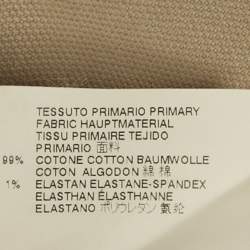 TESSUTO PRIMARIO PRIMARY
FABRIC HAUPTMATERIAL
TISSU PRIMAIRE TEJIDO
PRIMARIO 面料
99% COTONE COTTON BAUMWOLLE
COTON ALGODON 綿 棉
1% ELASTAN ELASTANE-SPANDEX
ELASTHAN ÉLASTHANNE
ELASTANO ポリウレタン 氨纶